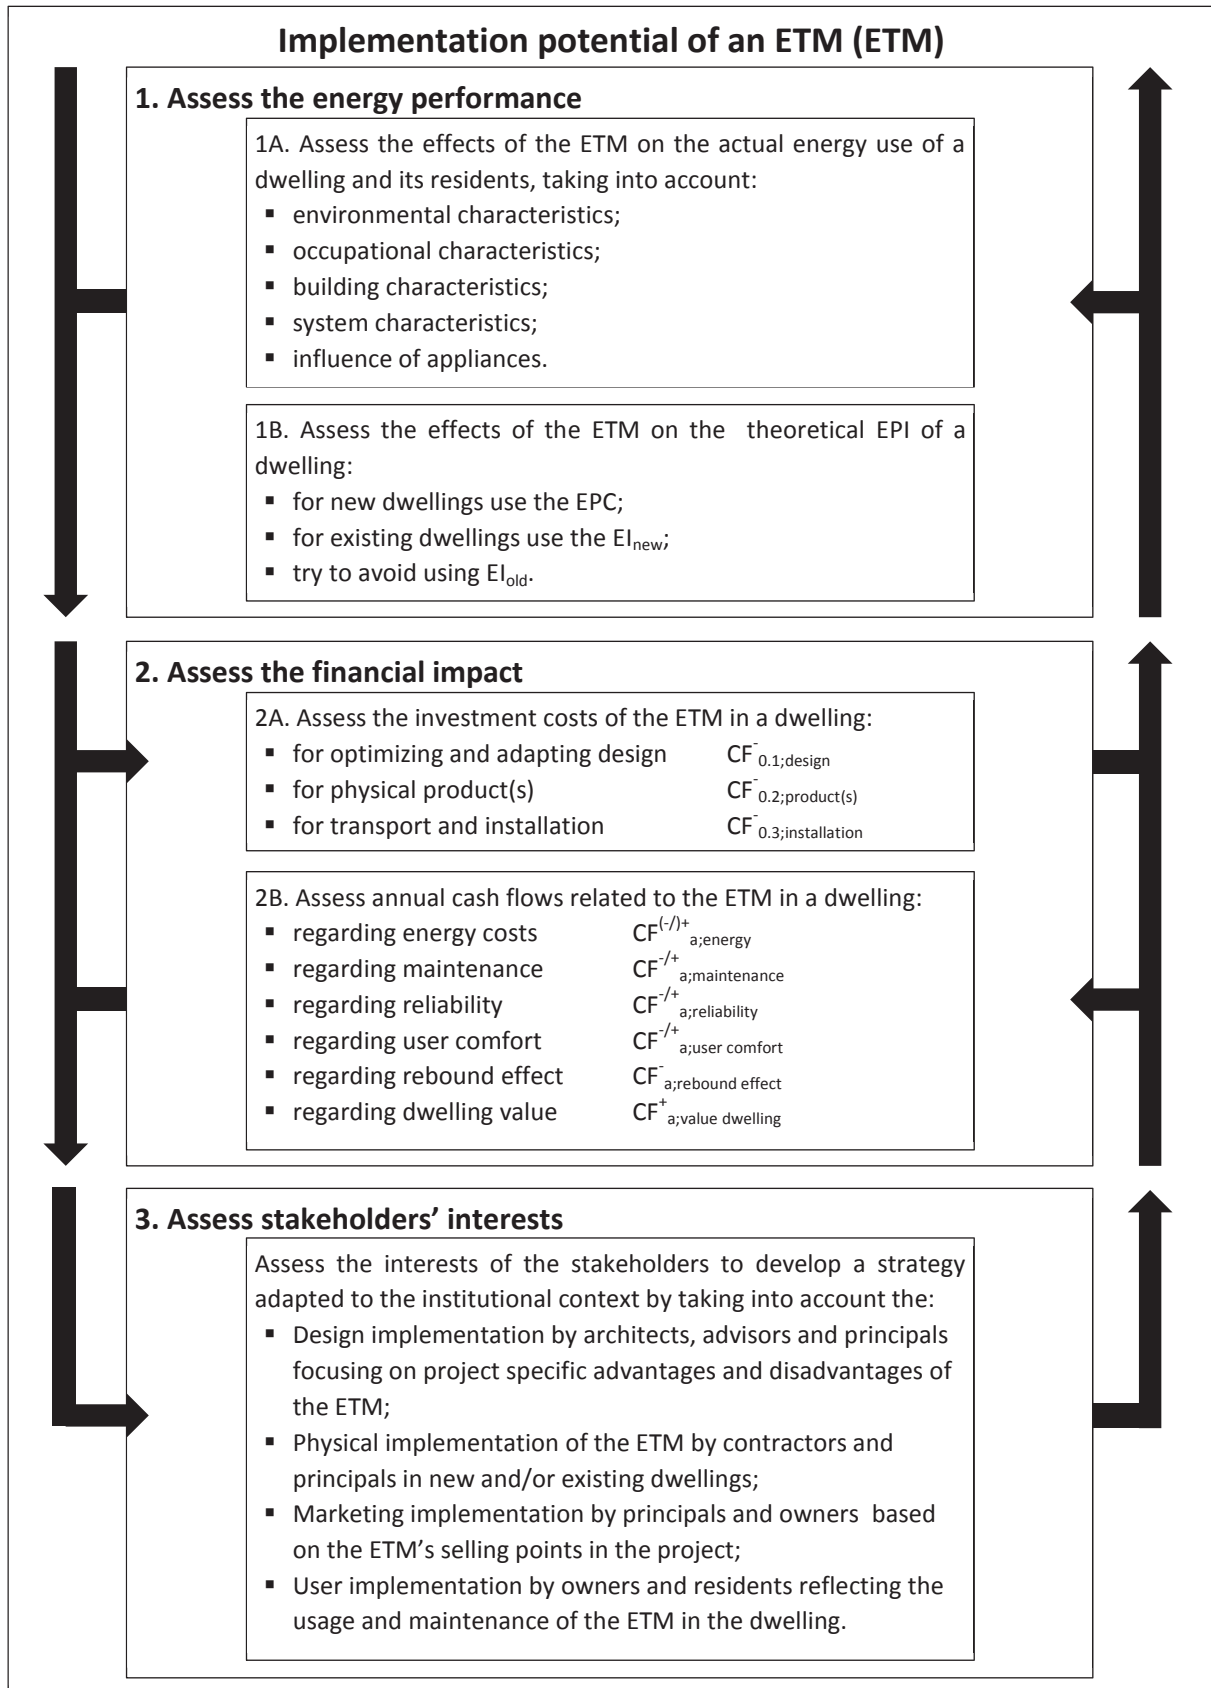 Implementation potential of an ETM (ETM)
1. Assess the energy performance
1A. Assess the effects of the ETM on the actual energy use of a
dwelling and its residents, taking into account:
▪ environmental characteristics;
▪ occupational characteristics;
▪ building characteristics;
▪ system characteristics;
▪ influence of appliances.
1B. Assess the effects of the ETM on the theoretical EPI of a
dwelling:
▪ for new dwellings use the EPC;
▪ for existing dwellings use the EI_new;
▪ try to avoid using EI_old.
2. Assess the financial impact
2A. Assess the investment costs of the ETM in a dwelling:
▪ for optimizing and adapting design CF^-_0.1;design
▪ for physical product(s) CF^-_0.2;product(s)
▪ for transport and installation CF^-_0.3;installation
2B. Assess annual cash flows related to the ETM in a dwelling:
▪ regarding energy costs CF^(-/)+_a;energy
▪ regarding maintenance CF^-/+_a;maintenance
▪ regarding reliability CF^-/+_a;reliability
▪ regarding user comfort CF^-/+_a;user comfort
▪ regarding rebound effect CF^-_a;rebound effect
▪ regarding dwelling value CF^+_a;value dwelling
3. Assess stakeholders’ interests
Assess the interests of the stakeholders to develop a strategy
adapted to the institutional context by taking into account the:
▪ Design implementation by architects, advisors and principals
focusing on project specific advantages and disadvantages of
the ETM;
▪ Physical implementation of the ETM by contractors and
principals in new and/or existing dwellings;
▪ Marketing implementation by principals and owners based
on the ETM’s selling points in the project;
▪ User implementation by owners and residents reflecting the
usage and maintenance of the ETM in the dwelling.